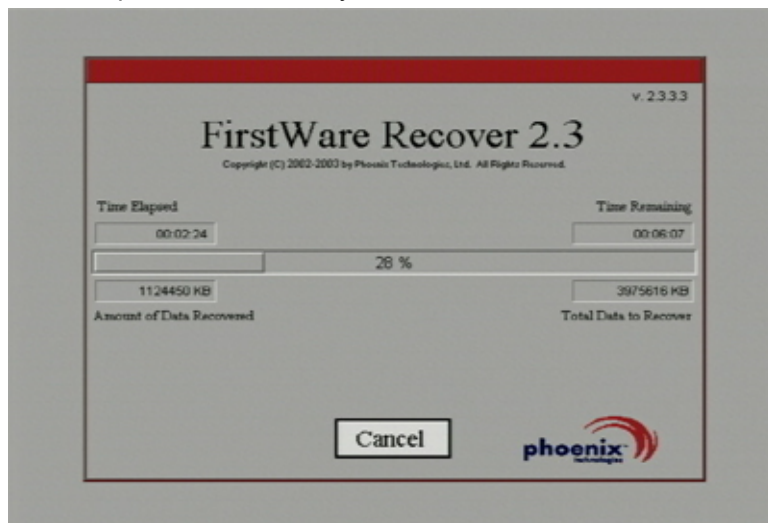 v. 2.3.3.3
FirstWare Recover 2.3
Copyright (C) 2002-2003 by Phoenix Technologies, Ltd. All Rights Reserved.
Time Elapsed
Time Remaining
00:02:24
00:06:07
28 %
1124450 KB
3975616 KB
Amount of Data Recovered
Total Data to Recover
Cancel
phoenix
technologies